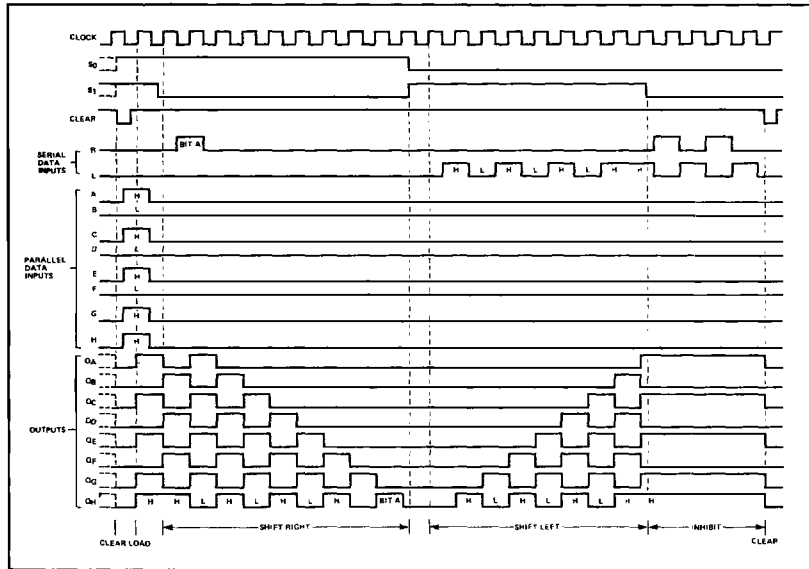 CLOCK
S0
S1
CLEAR
SERIAL DATA INPUTS
R BIT A
L H L H L H L H H
PARALLEL DATA INPUTS
A H
B L
C H
D L
E H
F L
G H
H H
OUTPUTS
QA
QB
QC
QD
QE
QF
QG
QH H H L H L H L H BIT A H L H L H L H H
CLEAR LOAD SHIFT RIGHT SHIFT LEFT INHIBIT CLEAR